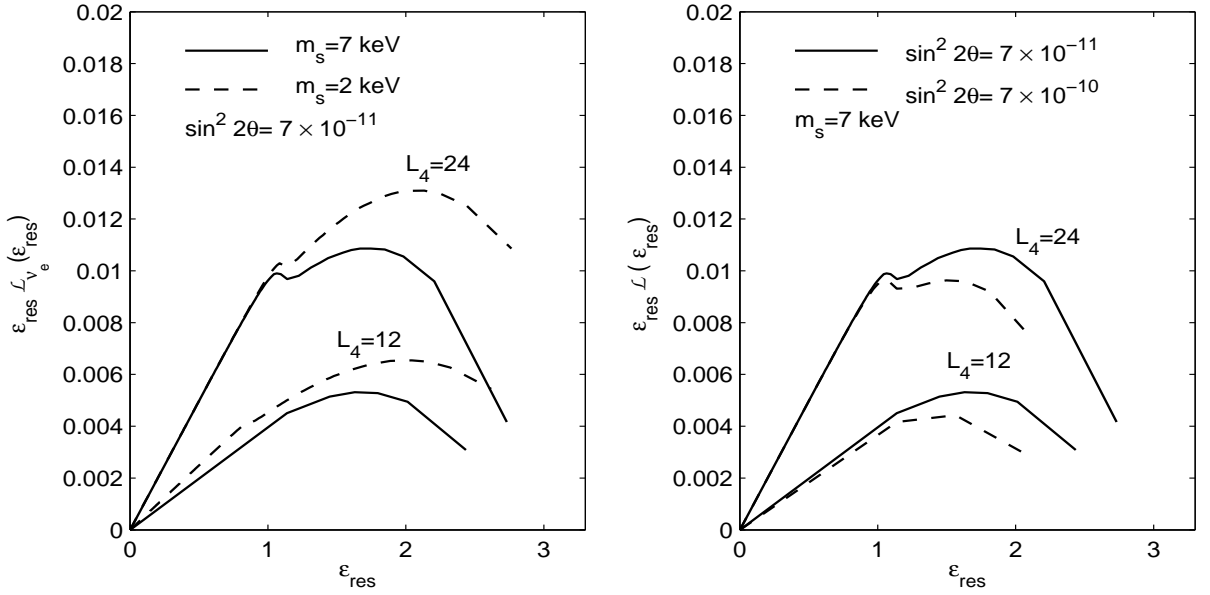 0.02
0.018
0.016
0.014
0.012
0.01
0.008
0.006
0.004
0.002
0
0 1 2 3
ε_res
ε_res ℒ_ν_e (ε_res)
m_s=7 keV
m_s=2 keV
sin² 2θ= 7 × 10⁻¹¹
L_4=24
L_4=12
0.02
0.018
0.016
0.014
0.012
0.01
0.008
0.006
0.004
0.002
0
0 1 2 3
ε_res
ε_res ℒ ( ε_res)
sin² 2θ= 7 × 10⁻¹¹
sin² 2θ= 7 × 10⁻¹⁰
m_s=7 keV
L_4=24
L_4=12